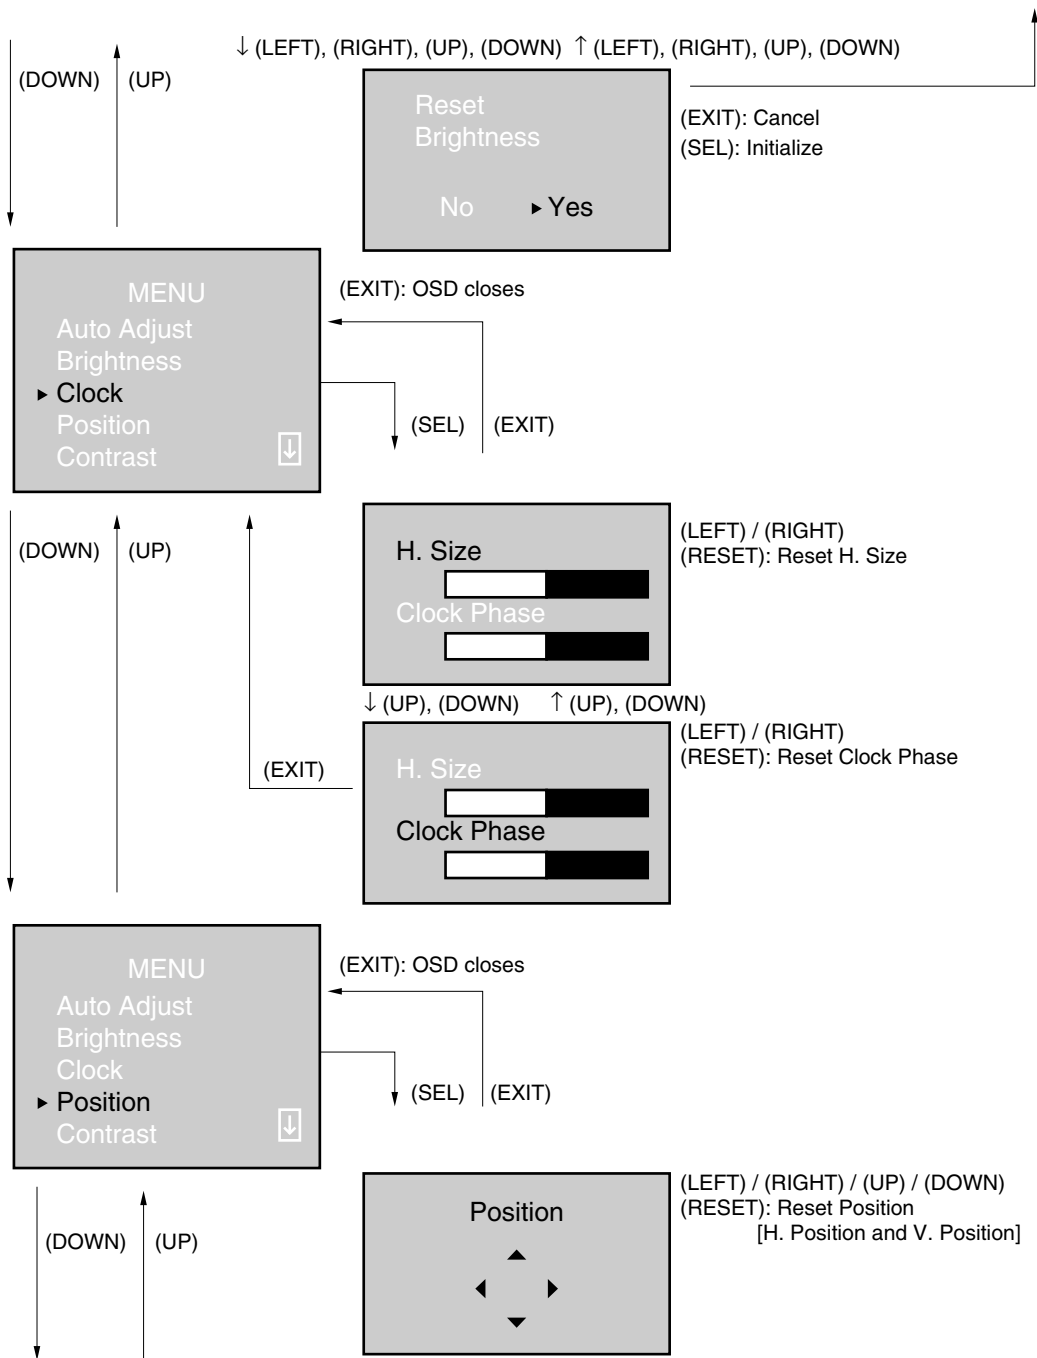 ↓ (LEFT), (RIGHT), (UP), (DOWN) ↑ (LEFT), (RIGHT), (UP), (DOWN)
(DOWN) (UP)
Reset
Brightness
No ▸ Yes
(EXIT): Cancel
(SEL): Initialize
MENU
Auto Adjust
Brightness
▸ Clock
Position
Contrast ↓
(EXIT): OSD closes
(SEL) (EXIT)
(DOWN) (UP)
H. Size
Clock Phase
(LEFT) / (RIGHT)
(RESET): Reset H. Size
↓ (UP), (DOWN) ↑ (UP), (DOWN)
(EXIT)
H. Size
Clock Phase
(LEFT) / (RIGHT)
(RESET): Reset Clock Phase
MENU
Auto Adjust
Brightness
Clock
▸ Position
Contrast ↓
(EXIT): OSD closes
(SEL) (EXIT)
(DOWN) (UP)
Position
(LEFT) / (RIGHT) / (UP) / (DOWN)
(RESET): Reset Position
[H. Position and V. Position]